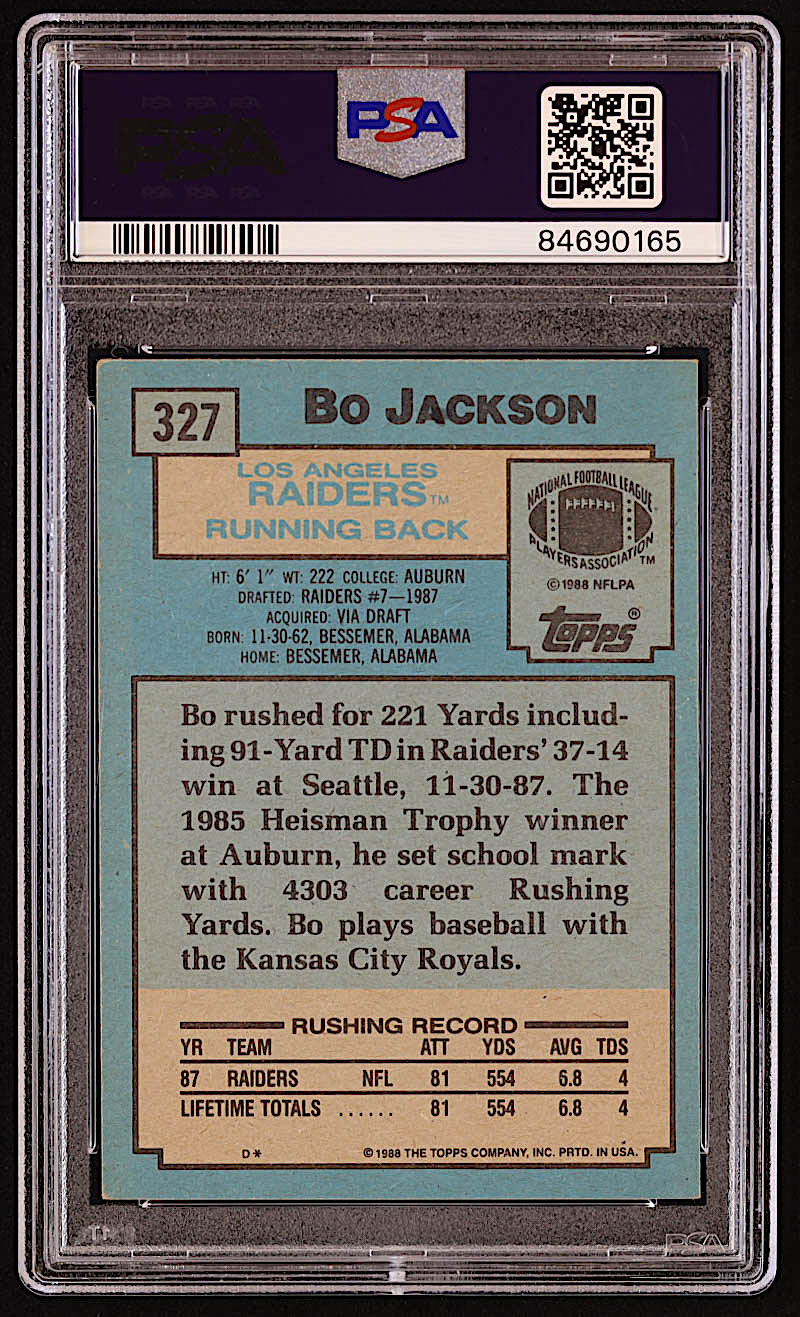 PSA
84690165
327
BO JACKSON
LOS ANGELES
RAIDERS™
RUNNING BACK
NATIONAL FOOTBALL LEAGUE
PLAYERS ASSOCIATION™
©1988 NFLPA
topps®
HT: 6' 1" WT: 222 COLLEGE: AUBURN
DRAFTED: RAIDERS #7—1987
ACQUIRED: VIA DRAFT
BORN: 11-30-62, BESSEMER, ALABAMA
HOME: BESSEMER, ALABAMA
Bo rushed for 221 Yards includ-
ing 91-Yard TD in Raiders' 37-14
win at Seattle, 11-30-87. The
1985 Heisman Trophy winner
at Auburn, he set school mark
with 4303 career Rushing
Yards. Bo plays baseball with
the Kansas City Royals.
RUSHING RECORD
YR TEAM ATT YDS AVG TDS
87 RAIDERS NFL 81 554 6.8 4
LIFETIME TOTALS ...... 81 554 6.8 4
D* ©1988 THE TOPPS COMPANY, INC. PRTD. IN USA.
PSA